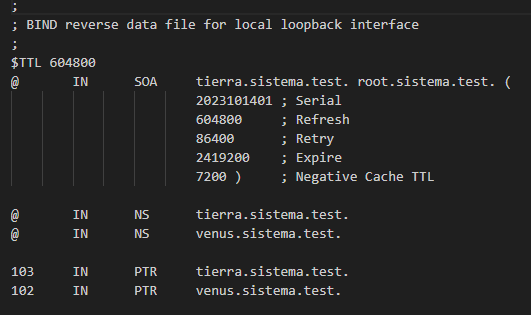 ;
; BIND reverse data file for local loopback interface
;
$TTL 604800
@ IN SOA tierra.sistema.test. root.sistema.test. (
2023101401 ; Serial
604800 ; Refresh
86400 ; Retry
2419200 ; Expire
7200 ) ; Negative Cache TTL
@ IN NS tierra.sistema.test.
@ IN NS venus.sistema.test.
103 IN PTR tierra.sistema.test.
102 IN PTR venus.sistema.test.